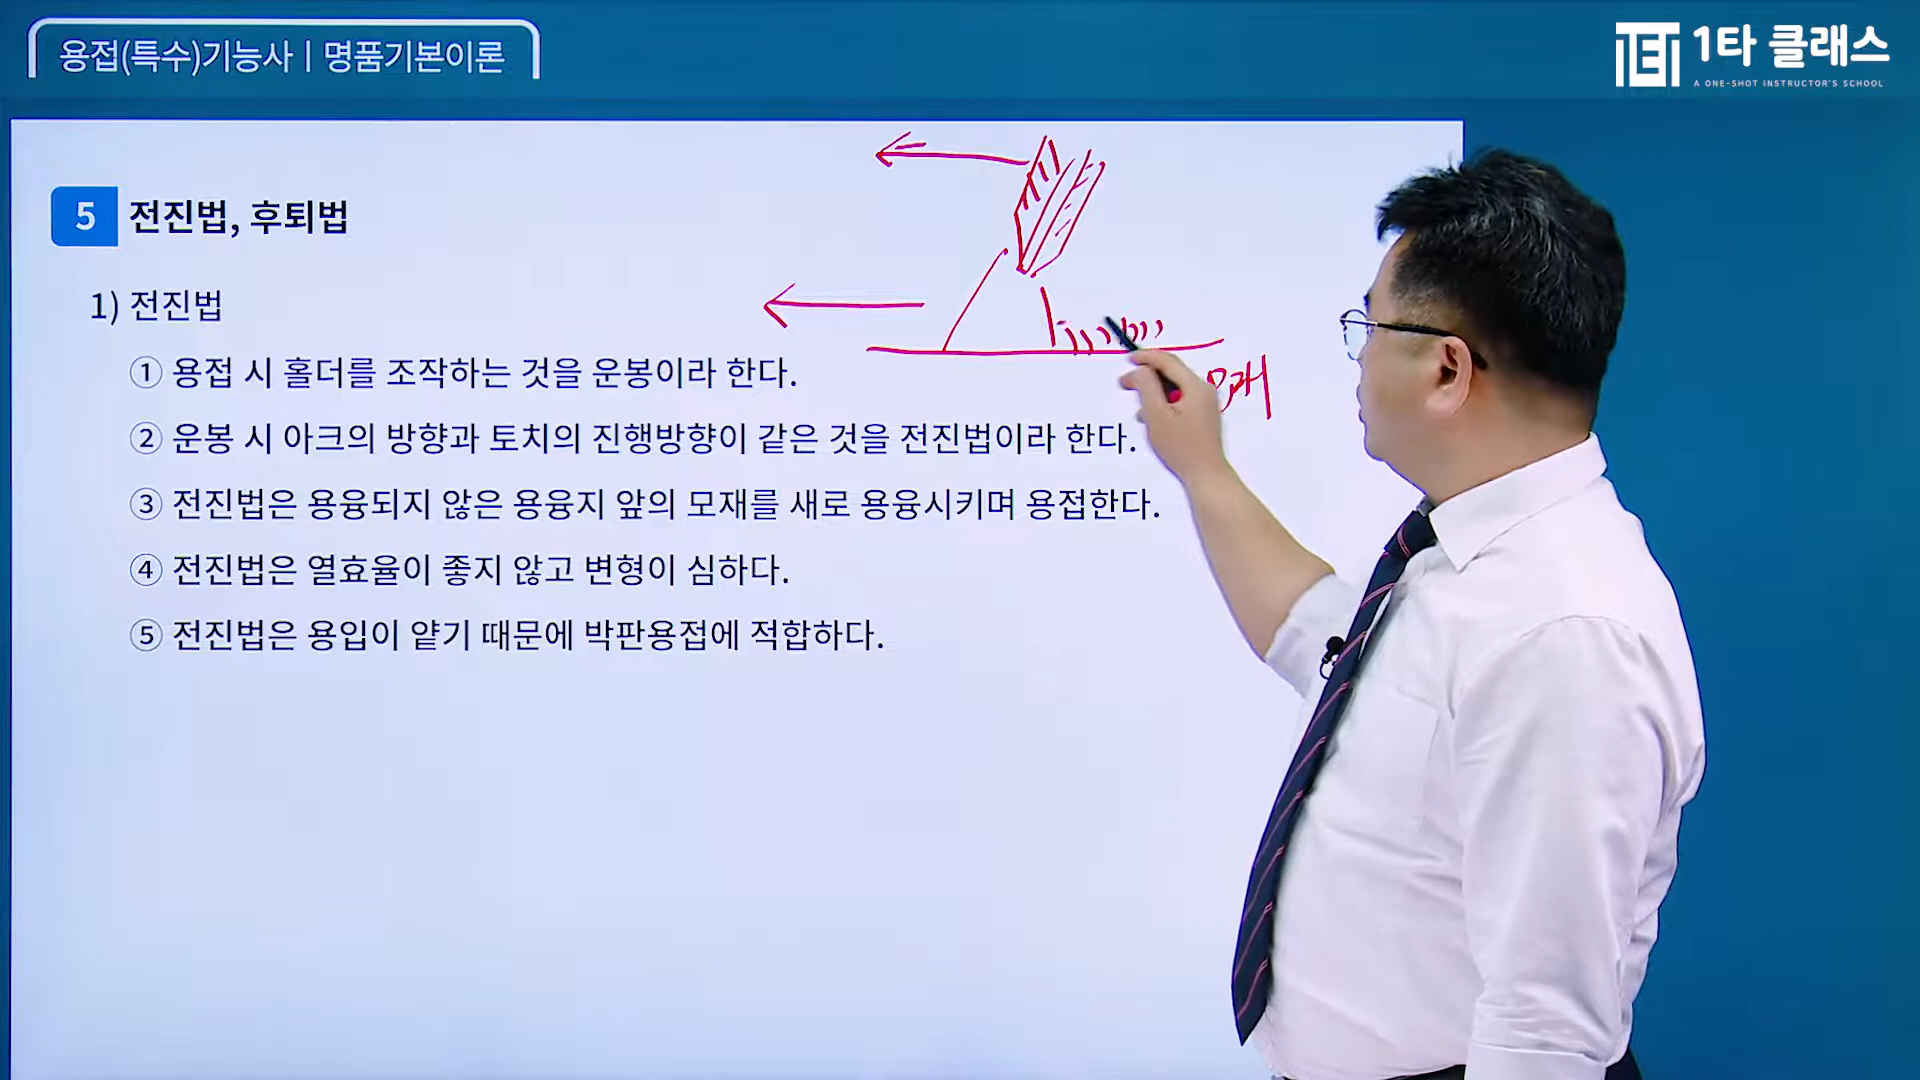 용접(특수)기능사 | 명품기본이론
1타 클래스
A ONE-SHOT INSTRUCTOR'S SCHOOL
5 전진법, 후퇴법
1) 전진법
① 용접 시 홀더를 조작하는 것을 운봉이라 한다.
모재
② 운봉 시 아크의 방향과 토치의 진행방향이 같은 것을 전진법이라 한다.
③ 전진법은 용융되지 않은 용융지 앞의 모재를 새로 용융시키며 용접한다.
④ 전진법은 열효율이 좋지 않고 변형이 심하다.
⑤ 전진법은 용입이 얕기 때문에 박판용접에 적합하다.